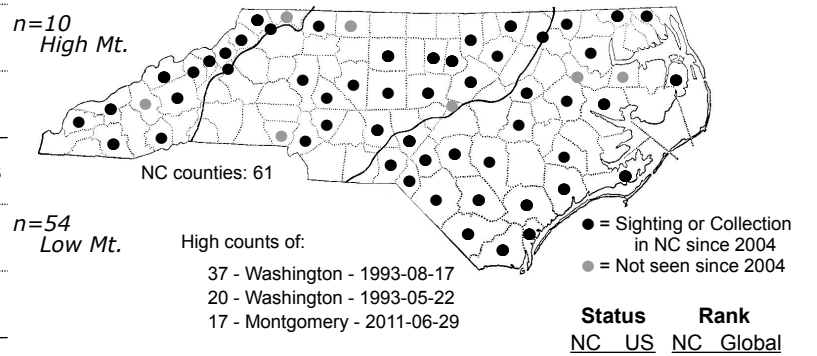 n=10
High Mt.
NC counties: 61
n=54
Low Mt.
High counts of:
37 - Washington - 1993-08-17
20 - Washington - 1993-05-22
17 - Montgomery - 2011-06-29
= Sighting or Collection
in NC since 2004
= Not seen since 2004
Status Rank
NC US NC Global